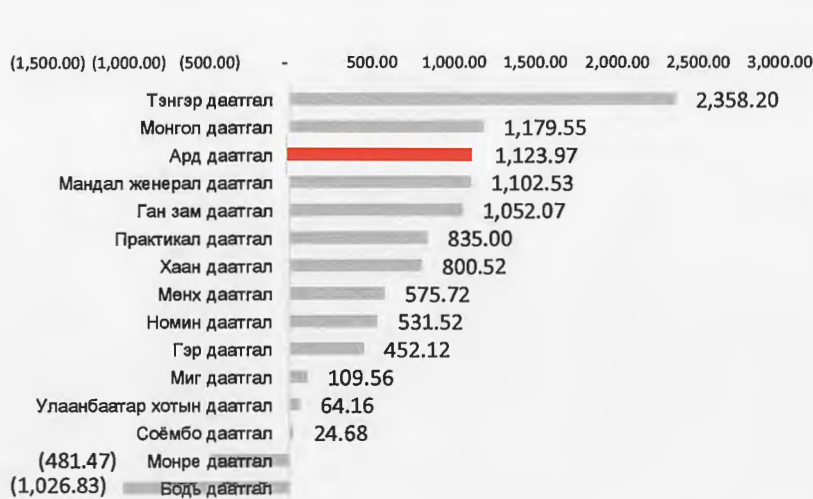 (1,500.00) (1,000.00) (500.00) - 500.00 1,000.00 1,500.00 2,000.00 2,500.00 3,000.00
Тэнгэр даатгал 2,358.20
Монгол даатгал 1,179.55
Ард даатгал 1,123.97
Мандал женерал даатгал 1,102.53
Ган зам даатгал 1,052.07
Практикал даатгал 835.00
Хаан даатгал 800.52
Мөнх даатгал 575.72
Номин даатгал 531.52
Гэр даатгал 452.12
Миг даатгал 109.56
Улаанбаатар хотын даатгал 64.16
Соёмбо даатгал 24.68
(481.47) Монре даатгал
(1,026.83) Бодь даатгал